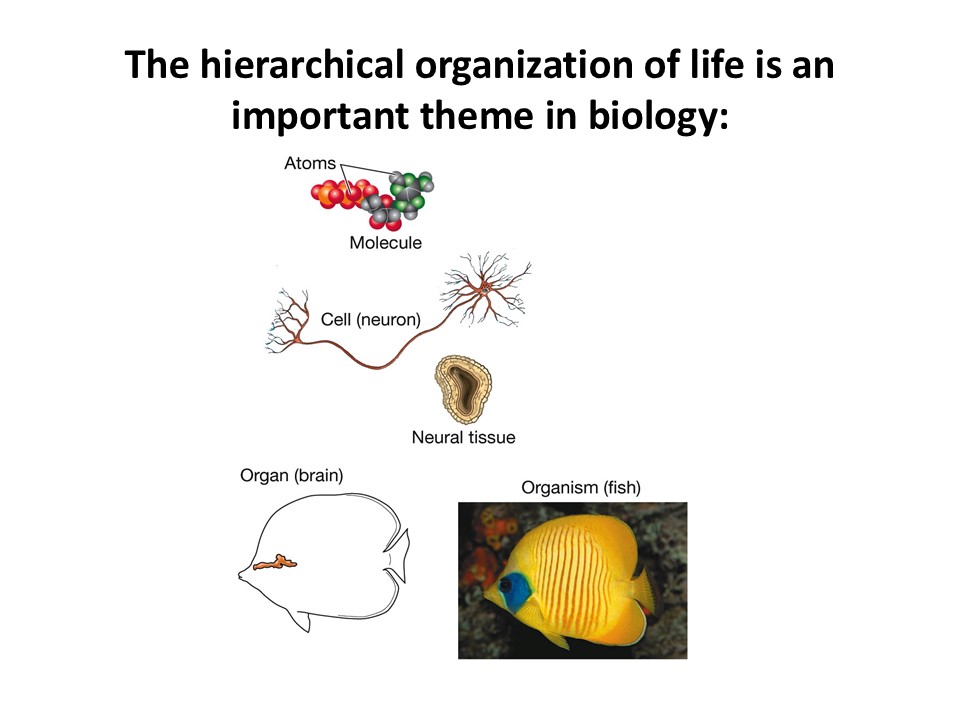 The hierarchical organization of life is an
important theme in biology:
Atoms
Molecule
Cell (neuron)
Neural tissue
Organ (brain)
Organism (fish)